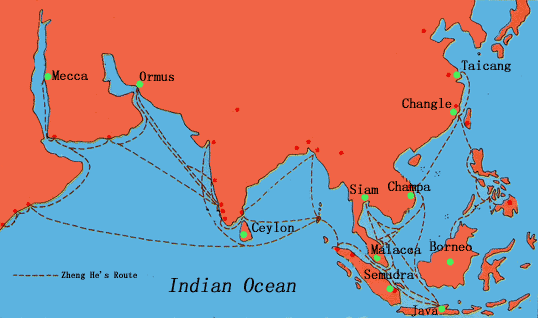 Taicang
Mecca
Ormus
Changle
Siam
Champa
Ceylon
Malacca
Borneo
Zheng He's Route
Semudra
Indian Ocean
Java